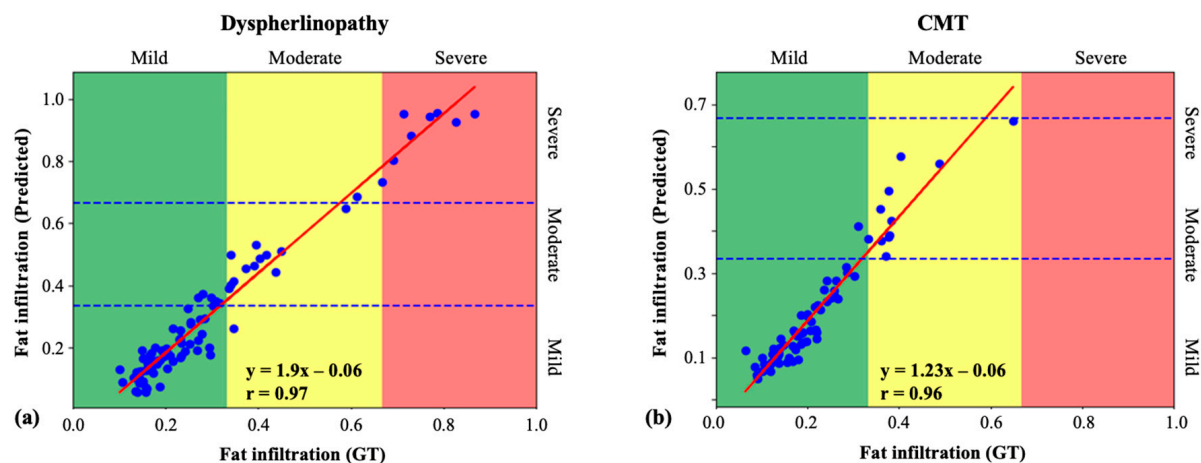 Dyspherlinopathy
Mild Moderate Severe
Fat infiltration (Predicted)
1.0
0.8
0.6
0.4
0.2
Severe
Moderate
Mild
y = 1.9x – 0.06
r = 0.97
(a)
0.0 0.2 0.4 0.6 0.8 1.0
Fat infiltration (GT)
CMT
Mild Moderate Severe
Fat infiltration (Predicted)
0.7
0.5
0.3
0.1
Severe
Moderate
Mild
y = 1.23x – 0.06
r = 0.96
(b)
0.0 0.2 0.4 0.6 0.8 1.0
Fat infiltration (GT)